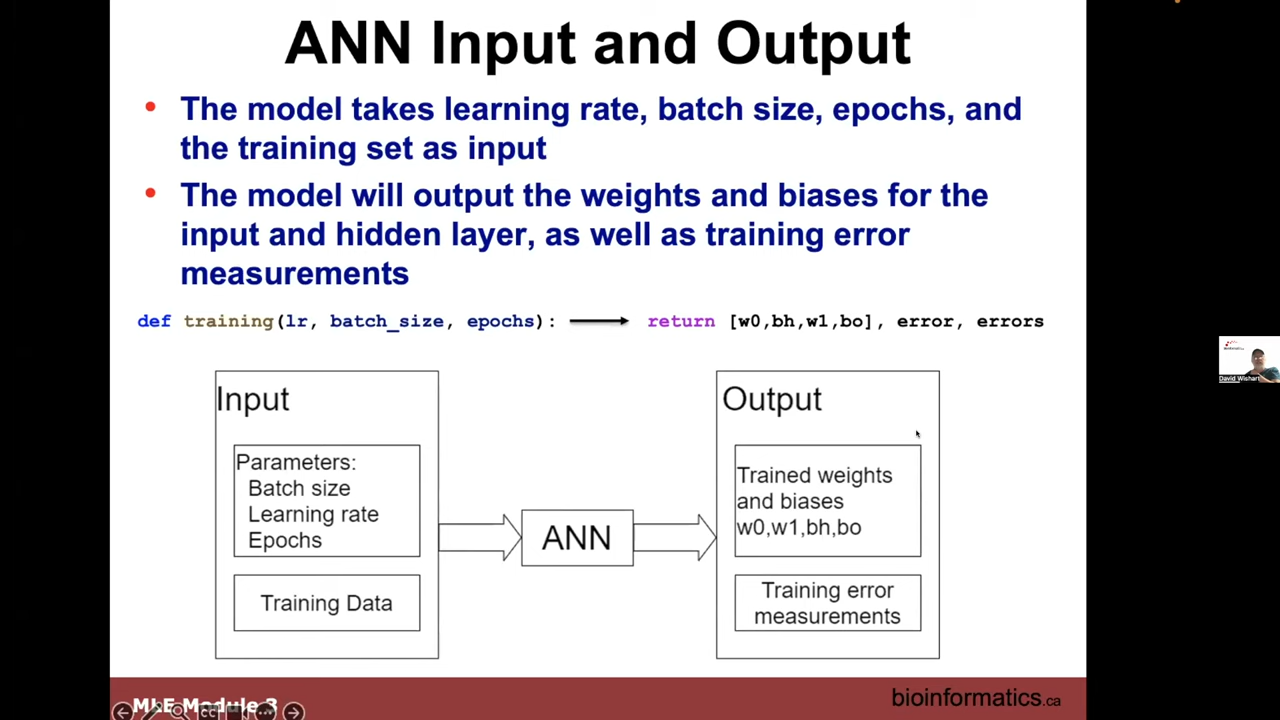 ANN Input and Output
• The model takes learning rate, batch size, epochs, and
the training set as input
• The model will output the weights and biases for the
input and hidden layer, as well as training error
measurements
def training(lr, batch_size, epochs): return [w0,bh,w1,bo], error, errors
Input
Parameters:
Batch size
Learning rate
Epochs
Training Data
ANN
Output
Trained weights
and biases
w0,w1,bh,bo
Training error
measurements
David Wishart
MLE Module 3
bioinformatics.ca